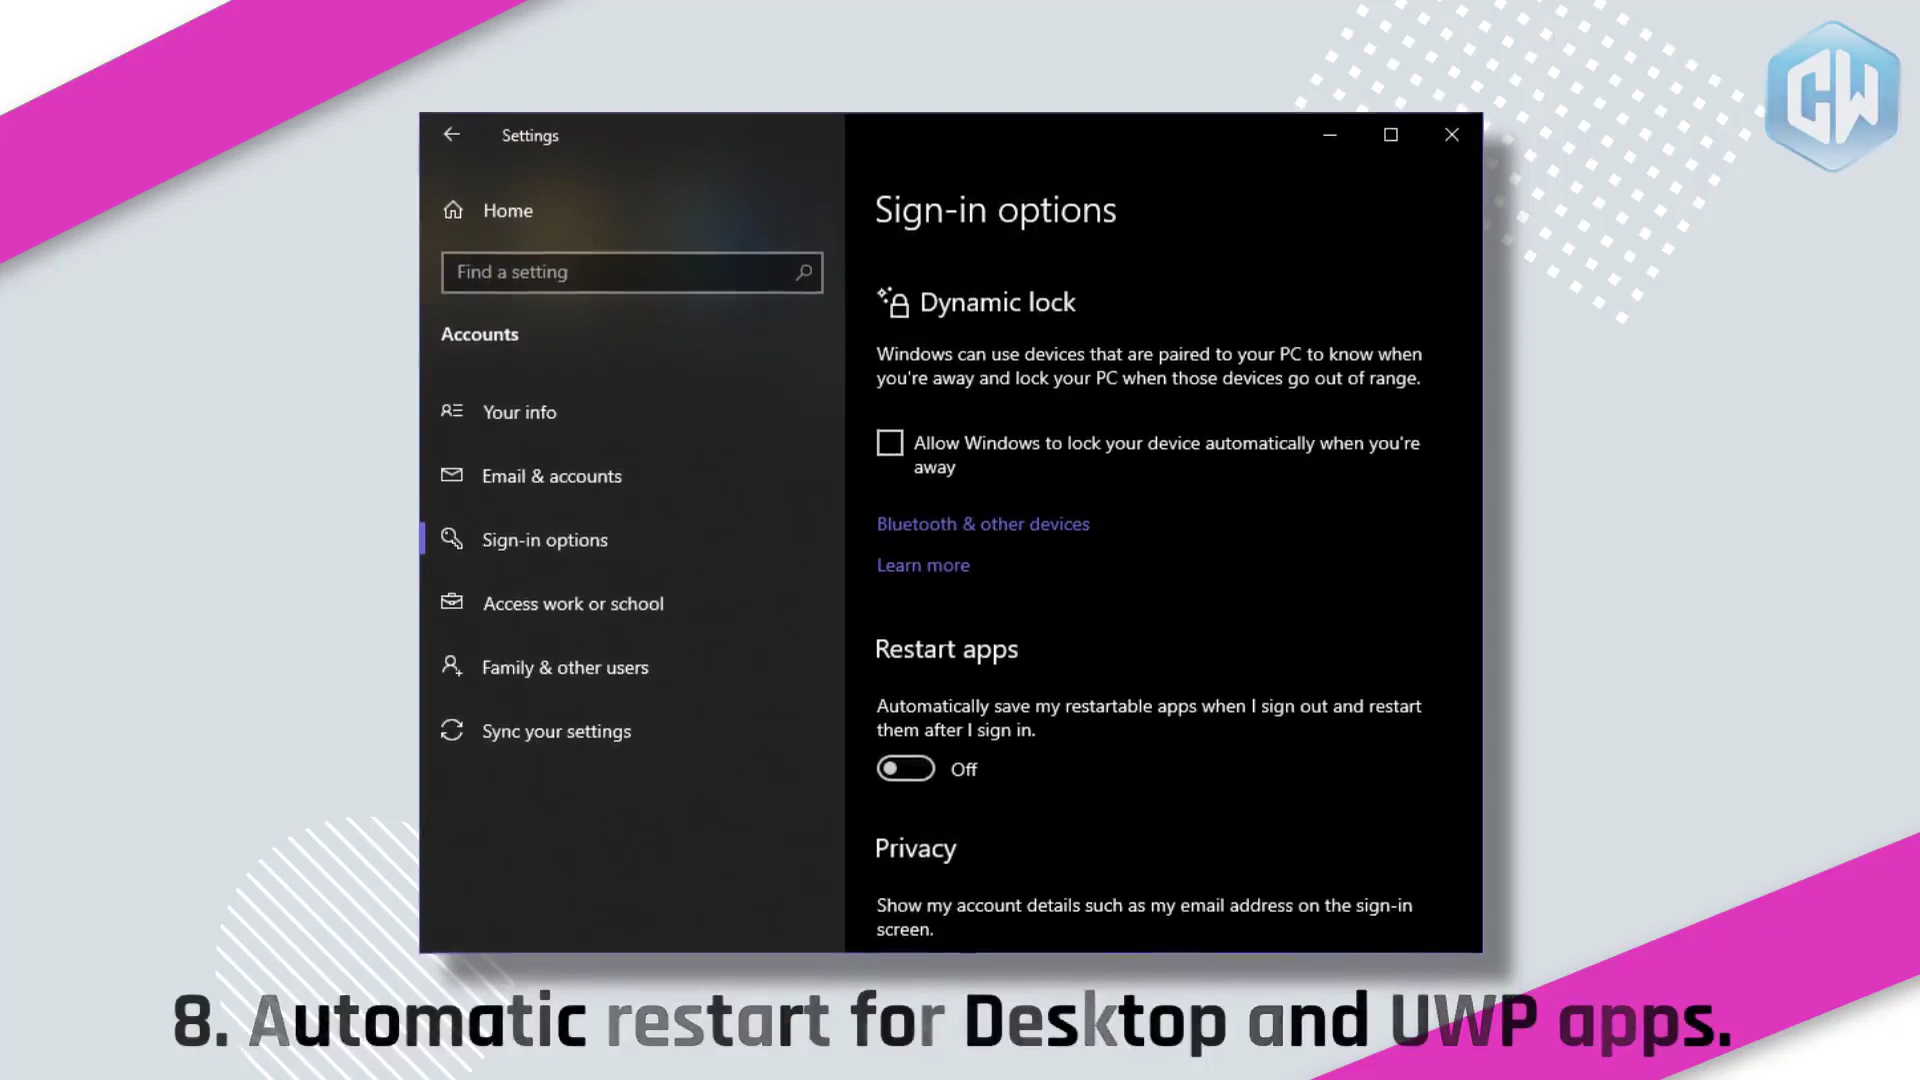 CW
Settings
Home
Find a setting
Accounts
Your info
Email & accounts
Sign-in options
Access work or school
Family & other users
Sync your settings
Sign-in options
Dynamic lock
Windows can use devices that are paired to your PC to know when
you're away and lock your PC when those devices go out of range.
Allow Windows to lock your device automatically when you're
away
Bluetooth & other devices
Learn more
Restart apps
Automatically save my restartable apps when I sign out and restart
them after I sign in.
Off
Privacy
Show my account details such as my email address on the sign-in
screen.
8. Automatic restart for Desktop and UWP apps.